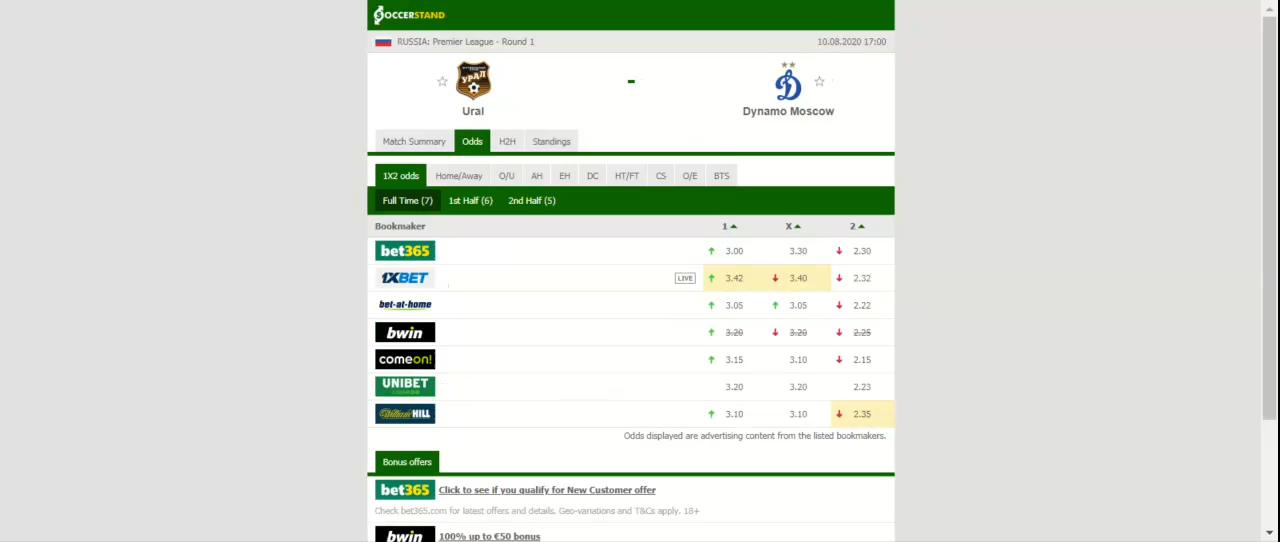 SOCCERSTAND
RUSSIA: Premier League - Round 1 10.08.2020 17:00
УРАЛ
-
Ural Dynamo Moscow
Match Summary Odds H2H Standings
1X2 odds Home/Away O/U AH EH DC HT/FT CS O/E BTS
Full Time (7) 1st Half (6) 2nd Half (5)
Bookmaker 1 X 2
bet365 3.00 3.30 2.30
1XBET LIVE 3.42 3.40 2.32
bet-at-home 3.05 3.05 2.22
bwin 3.20 3.20 2.25
comeon! 3.15 3.10 2.15
UNIBET 3.20 3.20 2.23
William HILL 3.10 3.10 2.35
Odds displayed are advertising content from the listed bookmakers.
Bonus offers
bet365 Click to see if you qualify for New Customer offer
Check bet365.com for latest offers and details. Geo-variations and T&Cs apply. 18+
bwin 100% up to €50 bonus